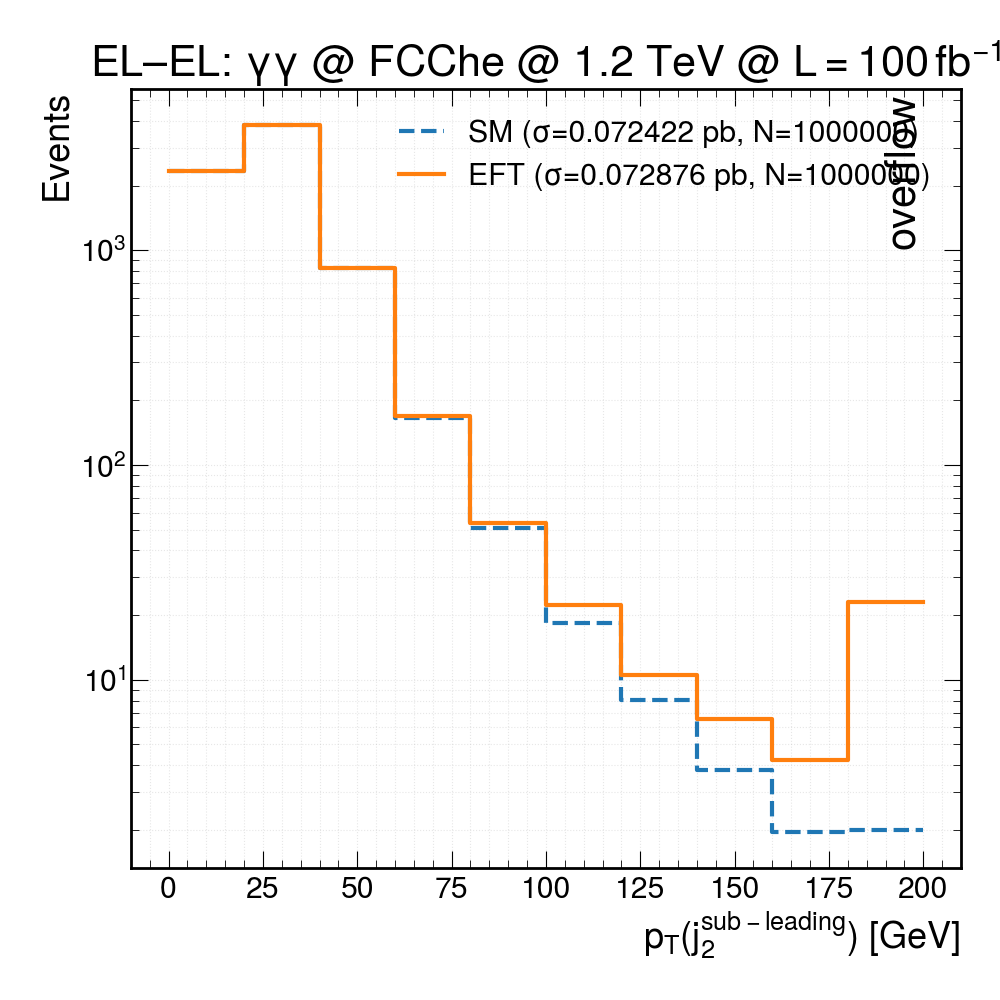 EL–EL: γγ @ FCChe @ 1.2 TeV @ L = 100 fb⁻¹
Events
SM (σ=0.072422 pb, N=1000000)
EFT (σ=0.072876 pb, N=1000000)
overflow
10³
10²
10¹
0 25 50 75 100 125 150 175 200
p_T(j_2^{sub − leading}) [GeV]